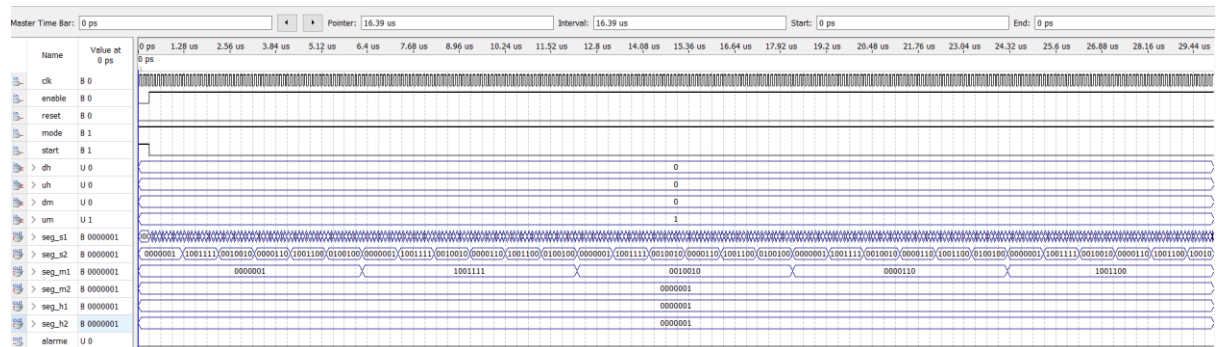 Master Time Bar: 0 ps Pointer: 16.39 us Interval: 16.39 us Start: 0 ps End: 0 ps
Name Value at 0 ps 0 ps 1.28 us 2.56 us 3.84 us 5.12 us 6.4 us 7.68 us 8.96 us 10.24 us 11.52 us 12.8 us 14.08 us 15.36 us 16.64 us 17.92 us 19.2 us 20.48 us 21.76 us 23.04 us 24.32 us 25.6 us 26.88 us 28.16 us 29.44 us
0 ps
clk B 0
enable B 0
reset B 0
mode B 1
start B 1
> dh U 0 0
> uh U 0 0
> dm U 0 0
> um U 1 1
> seg_s1 B 0000001
> seg_s2 B 0000001 0000001 1001111 0010010 0000110 1001100 0100100 0000001 1001111 0010010 0000110 1001100 0100100 0000001 1001111 0010010 0000110 1001100 0100100 0000001 1001111 0010010 0000110 1001100 0100100 0000001 1001111 0010010 0000110 1001100 10010
> seg_m1 B 0000001 0000001 1001111 0010010 0000110 1001100
> seg_m2 B 0000001 0000001
> seg_h1 B 0000001 0000001
> seg_h2 B 0000001 0000001
alarme U 0